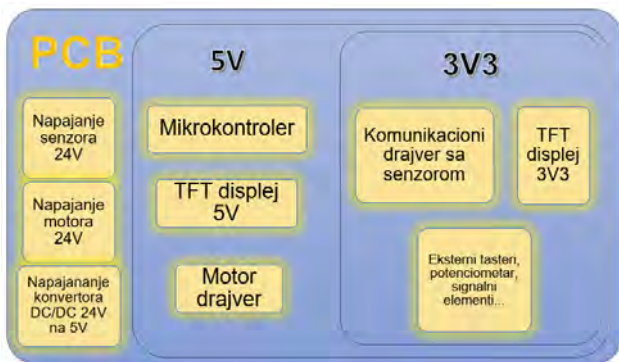 PCB
Napajanje
senzora
24V
Napajanje
motora
24V
Napajananje
konvertora
DC/DC 24V
na 5V
5V
Mikrokontroler
TFT displej
5V
Motor
drajver
3V3
Komunikacioni
drajver sa
senzorom
TFT
displej
3V3
Eksterni tasteri,
potenciometar,
signalni
elementi...